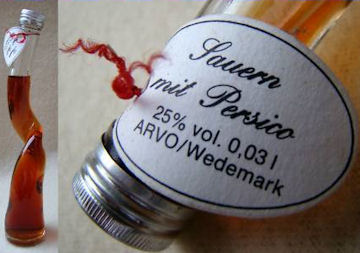 Sauern
mit Persico
25% vol. 0,03 l
ARVO/Wedemark